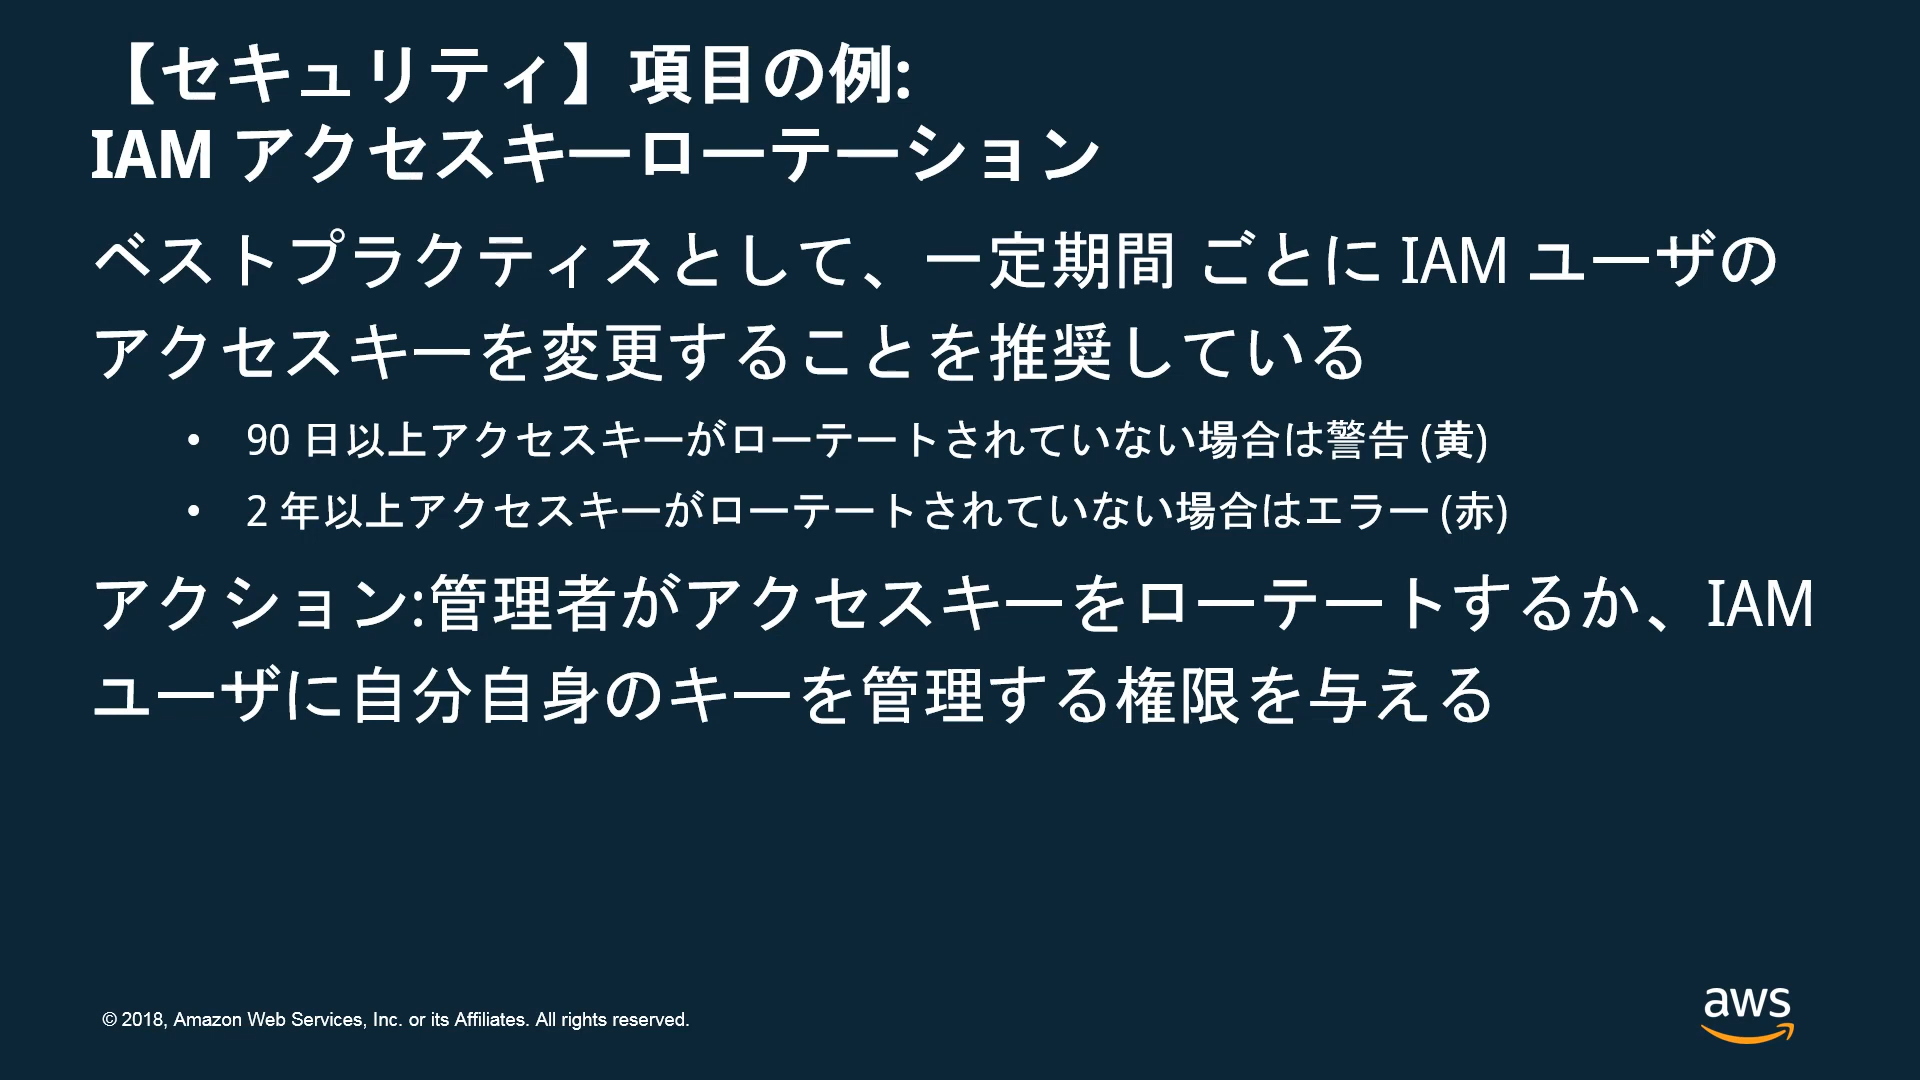 【セキュリティ】項目の例:
IAM アクセスキーローテーション
ベストプラクティスとして、一定期間 ごとに IAM ユーザの
アクセスキーを変更することを推奨している
• 90 日以上アクセスキーがローテートされていない場合は警告 (黄)
• 2 年以上アクセスキーがローテートされていない場合はエラー (赤)
アクション:管理者がアクセスキーをローテートするか、IAM
ユーザに自分自身のキーを管理する権限を与える
© 2018, Amazon Web Services, Inc. or its Affiliates. All rights reserved.
aws